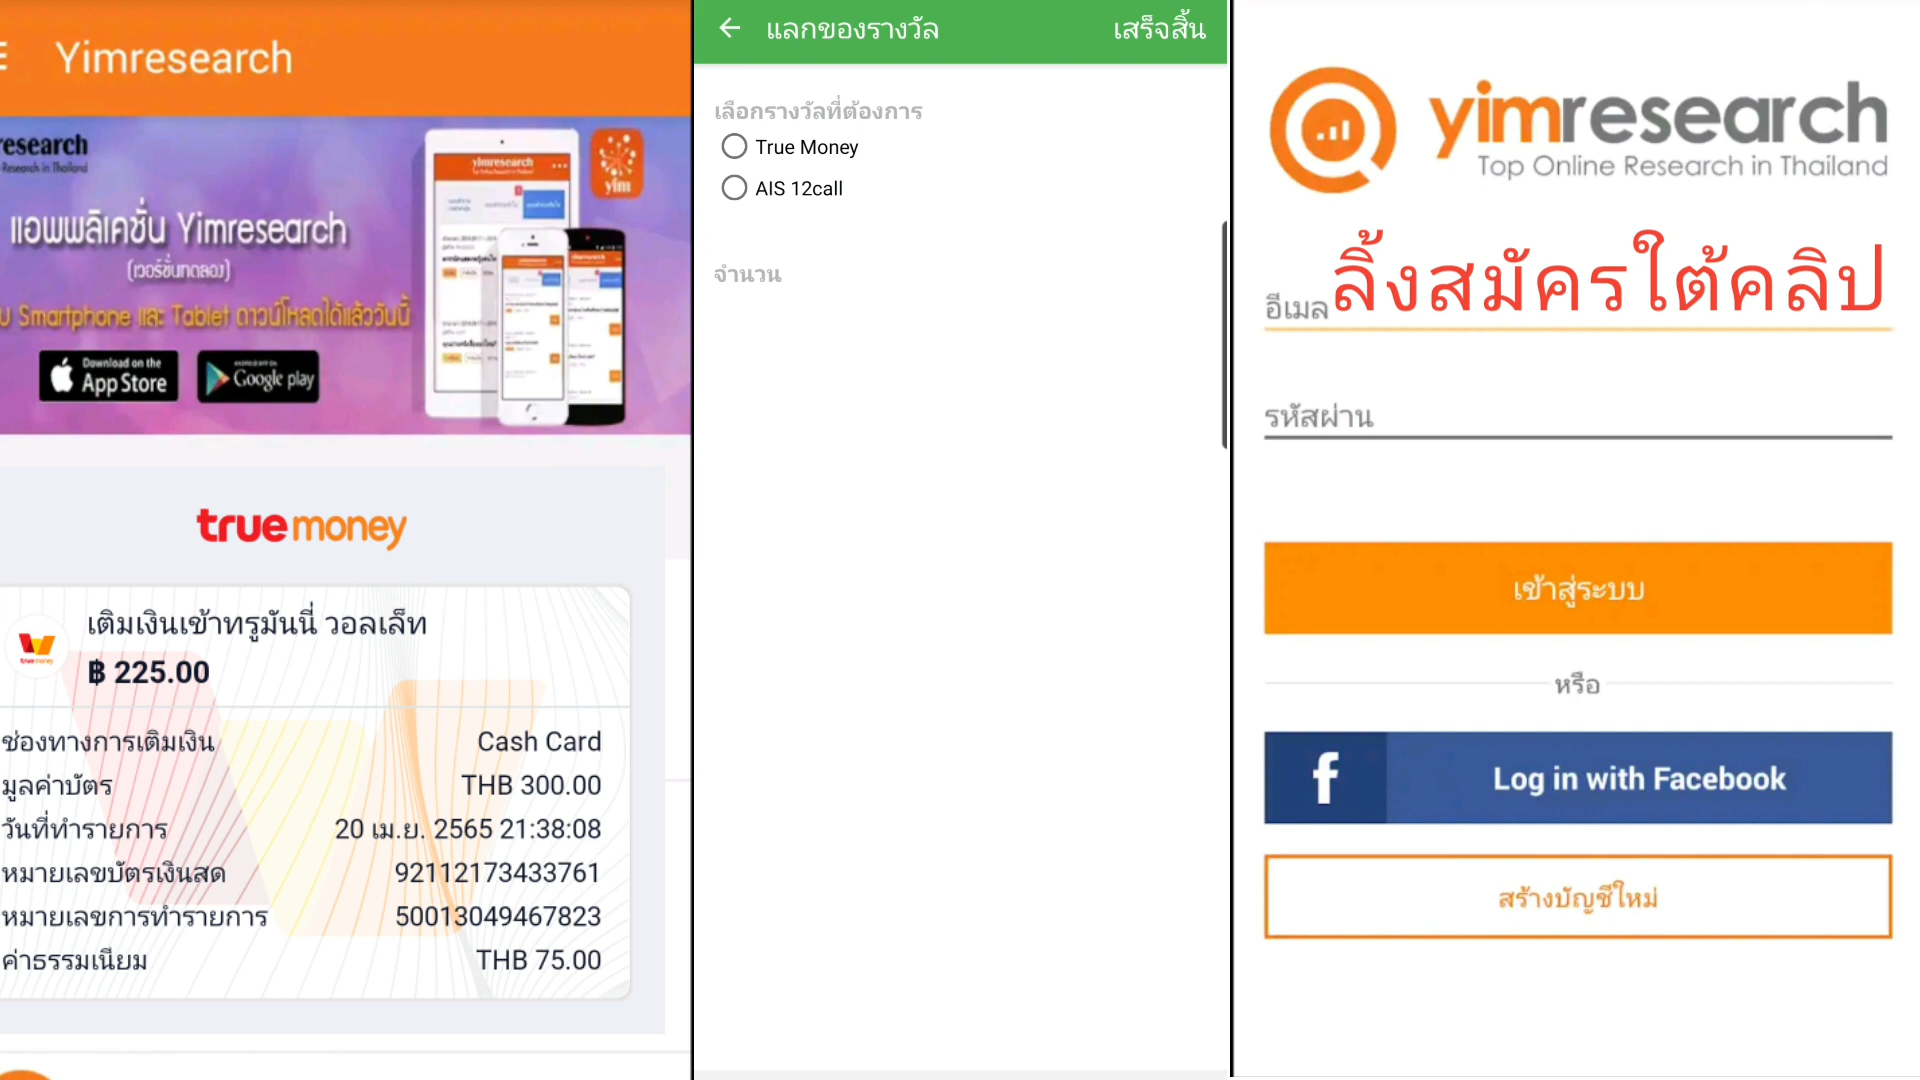 Yimresearch
research
Research in Thailand
แอพพลิเคชั่น Yimresearch
(เวอร์ชั่นทดลอง)
บ Smartphone และ Tablet ดาวน์โหลดได้แล้ววันนี้
Download on the
App Store
Google play
yimresearch
yim
truemoney
เติมเงินเข้าทรูมันนี่ วอลเล็ท
฿ 225.00
truemoney
ช่องทางการเติมเงิน Cash Card
มูลค่าบัตร THB 300.00
วันที่ทำรายการ 20 เม.ย. 2565 21:38:08
หมายเลขบัตรเงินสด 92112173433761
หมายเลขการทำรายการ 50013049467823
ค่าธรรมเนียม THB 75.00
แลกของรางวัล เสร็จสิ้น
เลือกรางวัลที่ต้องการ
True Money
AIS 12call
จำนวน
yimresearch
Top Online Research in Thailand
ลิ้งสมัครใต้คลิป
อีเมล
รหัสผ่าน
เข้าสู่ระบบ
หรือ
f Log in with Facebook
สร้างบัญชีใหม่